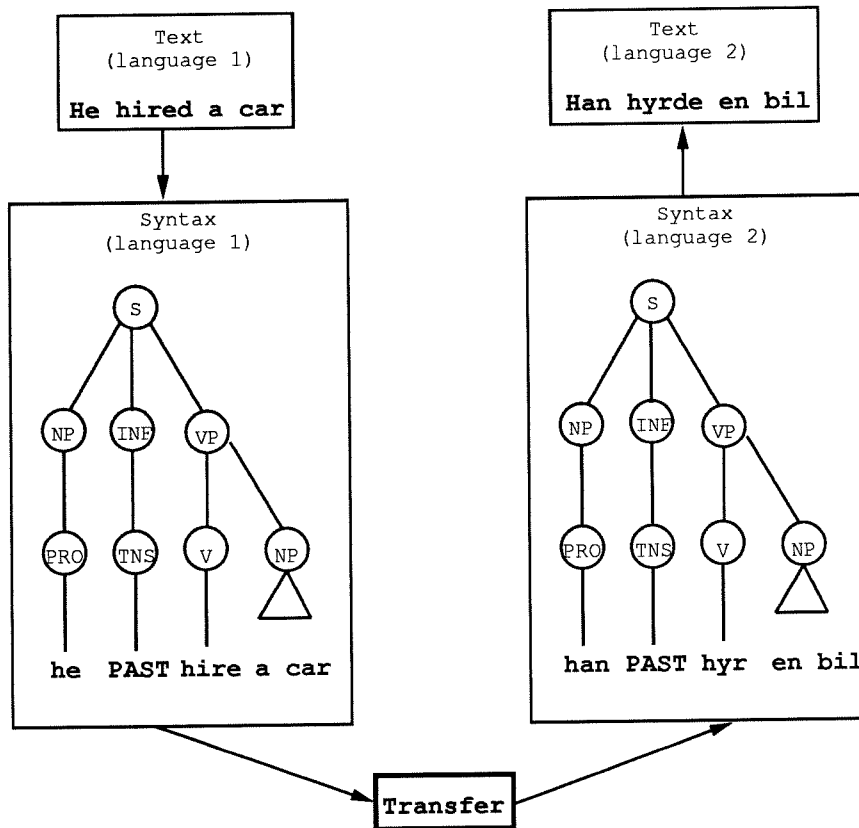 Text
(language 1)
He hired a car
Text
(language 2)
Han hyrde en bil
Syntax
(language 1)
S
NP INF VP
PRO TNS V NP
he PAST hire a car
Syntax
(language 2)
S
NP INF VP
PRO TNS V NP
han PAST hyr en bil
Transfer